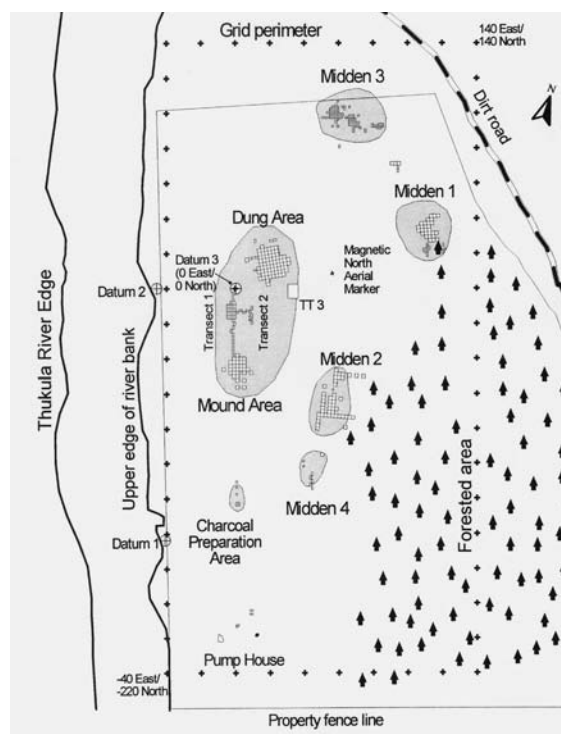 Grid perimeter
140 East/
140 North
Midden 3
N
Dirt road
Midden 1
Dung Area
Datum 3
(0 East/
0 North)
Magnetic
North
Aerial
Marker
Datum 2
TT 3
Transect 1
Transect 2
Thukula River Edge
Upper edge of river bank
Midden 2
Mound Area
Forested area
Midden 4
Charcoal
Preparation
Area
Datum 1
Pump House
-40 East/
-220 North
Property fence line